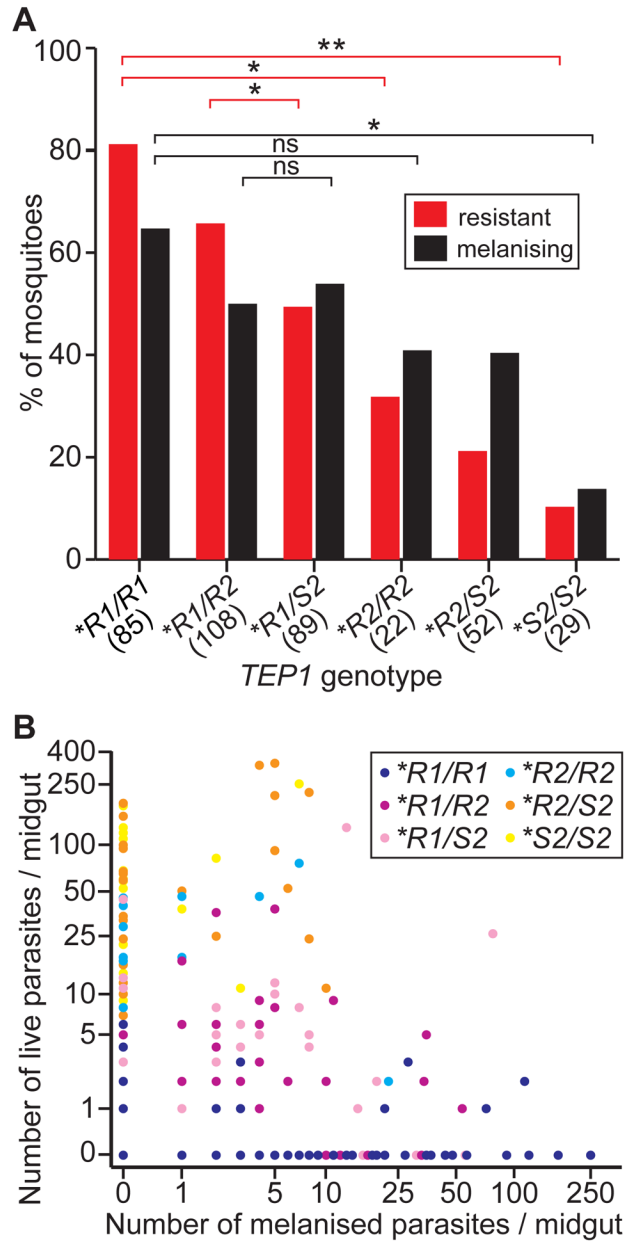 A
100
80
60
40
20
0
% of mosquitoes
**
*
*
*
ns
ns
resistant
melanising
*R1/R1
(85)
*R1/R2
(108)
*R1/S2
(89)
*R2/R2
(22)
*R2/S2
(52)
*S2/S2
(29)
TEP1 genotype
B
400
250
100
50
25
10
5
1
0
Number of live parasites / midgut
*R1/R1
*R2/R2
*R1/R2
*R2/S2
*R1/S2
*S2/S2
0 1 5 10 25 50 100 250
Number of melanised parasites / midgut